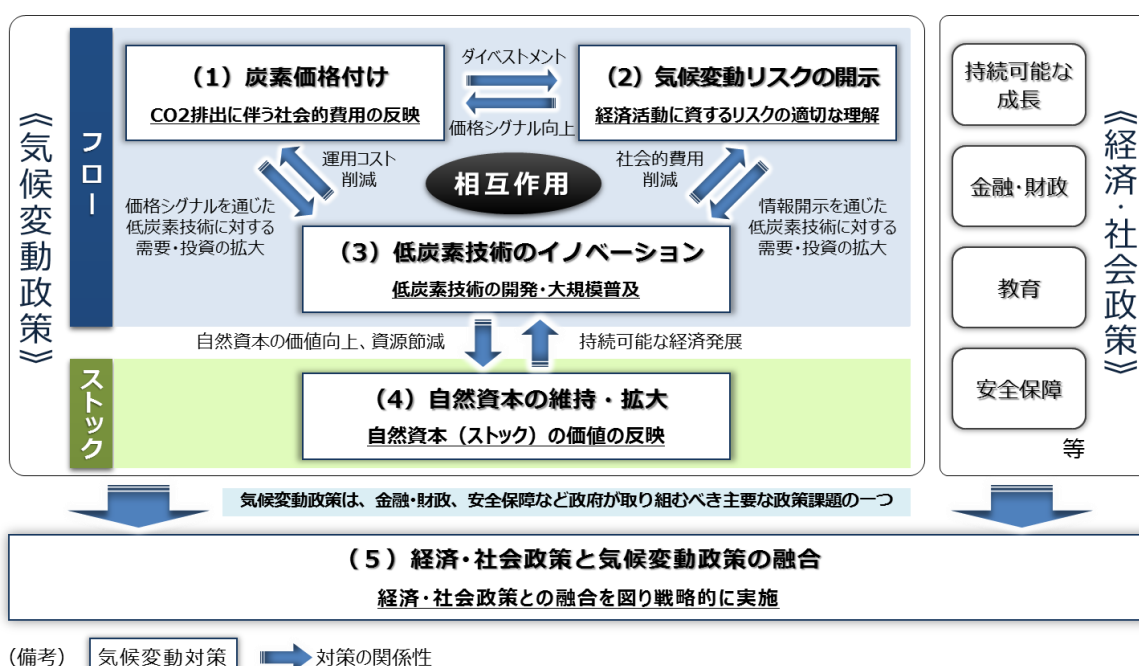 《気候変動政策》
フロー
（1）炭素価格付け
CO2排出に伴う社会的費用の反映
ダイベストメント
価格シグナル向上
（2）気候変動リスクの開示
経済活動に資するリスクの適切な理解
運用コスト
削減
相互作用
社会的費用
削減
価格シグナルを通じた
低炭素技術に対する
需要・投資の拡大
情報開示を通じた
低炭素技術に対する
需要・投資の拡大
（3）低炭素技術のイノベーション
低炭素技術の開発・大規模普及
自然資本の価値向上、資源節減
持続可能な経済発展
ストック
（4）自然資本の維持・拡大
自然資本（ストック）の価値の反映
持続可能な
成長
金融・財政
教育
安全保障
等
《経済・社会政策》
気候変動政策は、金融・財政、安全保障など政府が取り組むべき主要な政策課題の一つ
（５）経済・社会政策と気候変動政策の融合
経済・社会政策との融合を図り戦略的に実施
（備考）
気候変動対策
対策の関係性